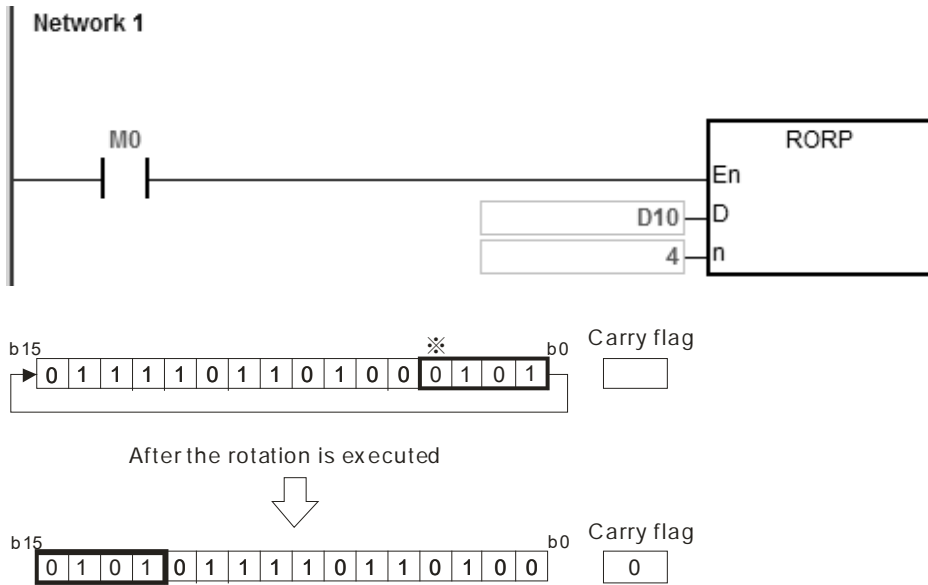 Network 1
M0
RORP
En
D10 D
4 n
※
b15 b0 Carry flag
0 1 1 1 1 0 1 1 0 1 0 0 0 1 0 1
After the rotation is executed
b15 b0 Carry flag
0 1 0 1 0 1 1 1 1 0 1 1 0 1 0 0 0